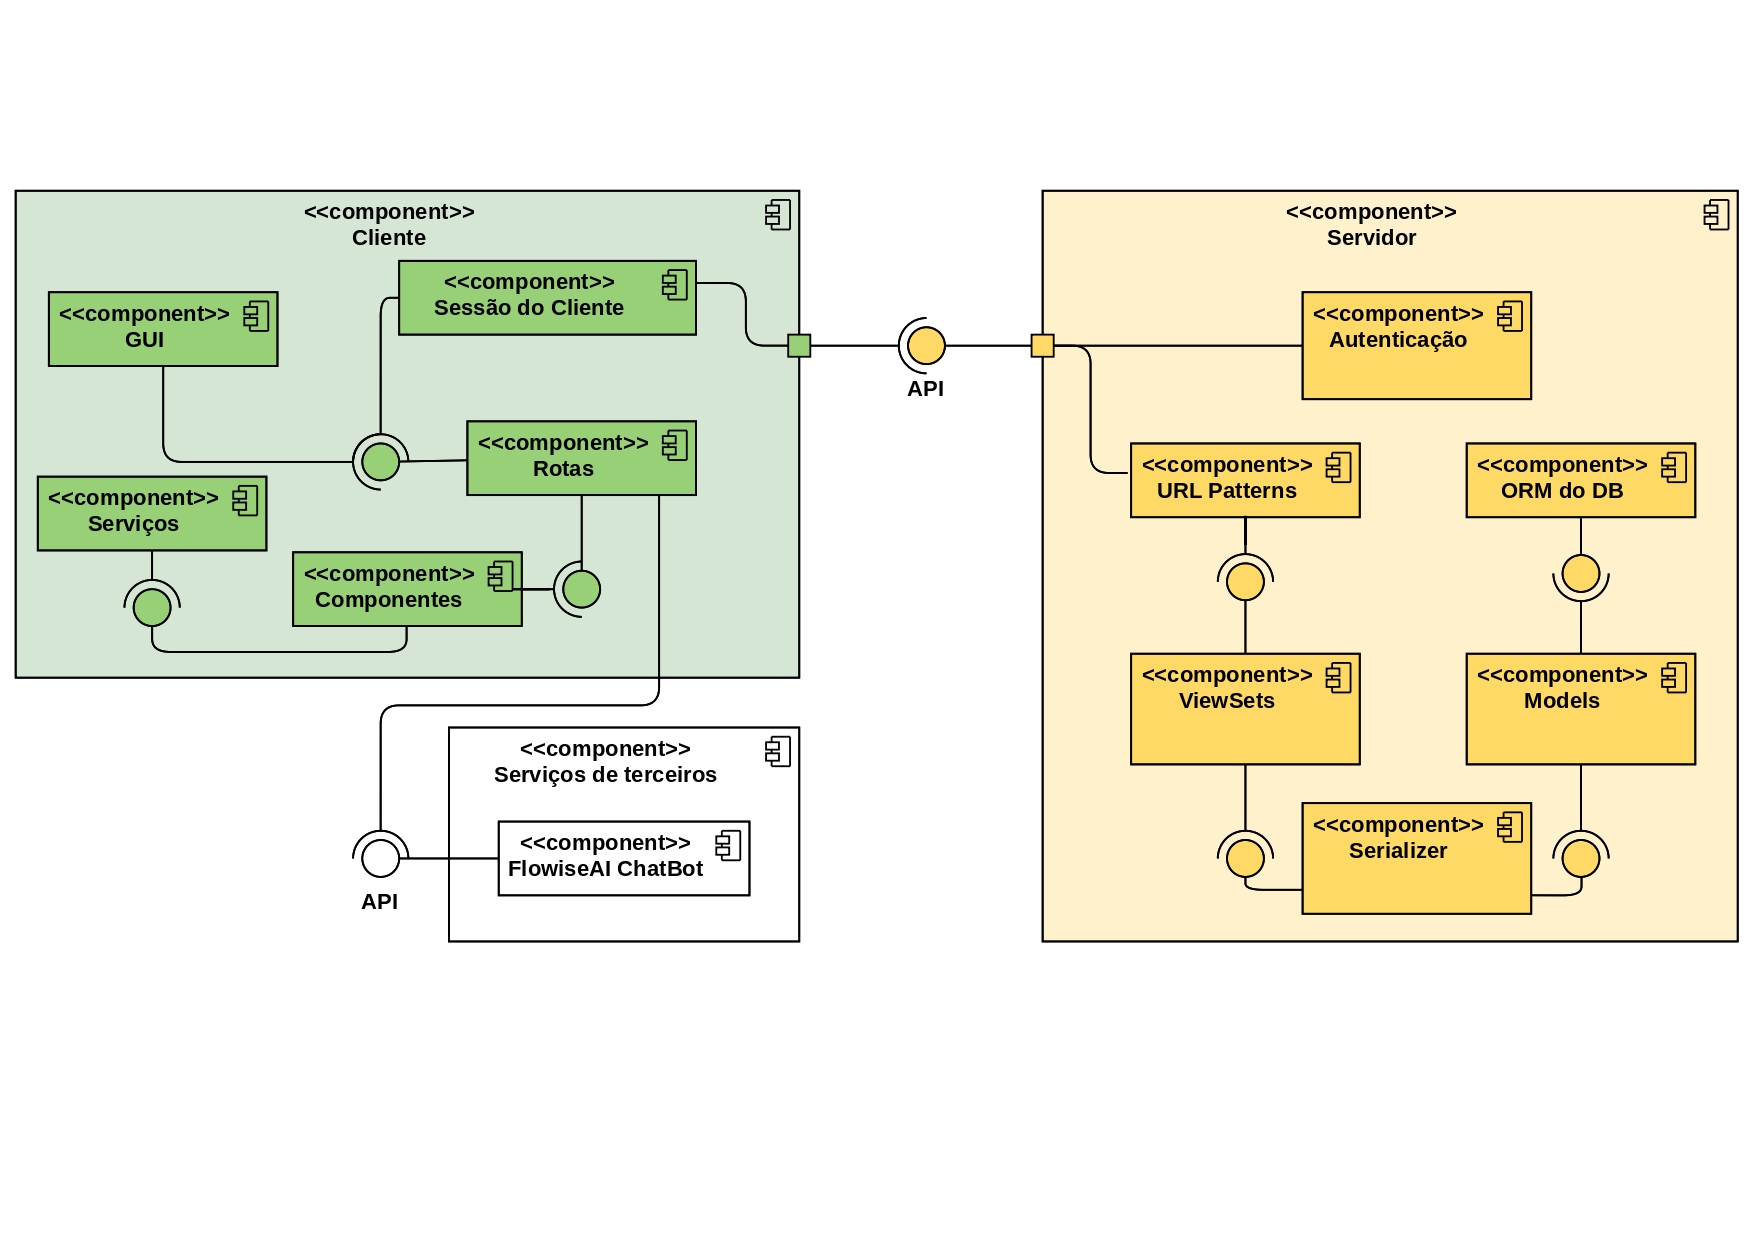 <<component>>
Cliente
<<component>>
Sessão do Cliente
<<component>>
GUI
<<component>>
Rotas
<<component>>
Serviços
<<component>>
Componentes
<<component>>
Serviços de terceiros
<<component>>
FlowiseAI ChatBot
API
API
<<component>>
Servidor
<<component>>
Autenticação
<<component>>
URL Patterns
<<component>>
ORM do DB
<<component>>
ViewSets
<<component>>
Models
<<component>>
Serializer